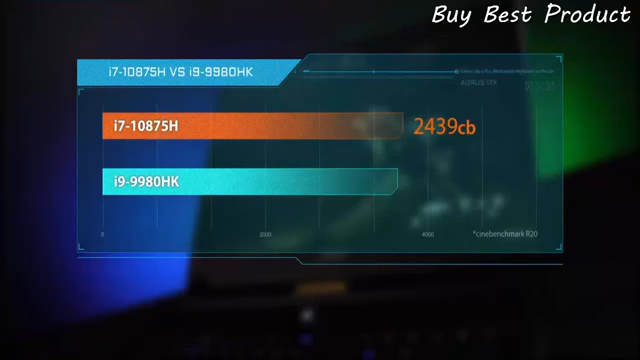 Buy Best Product
i7-10875H VS i9-9980HK
AORUS 17X
i7-10875H
2439cb
i9-9980HK
0
2000
4000
*cinebenchmark R20